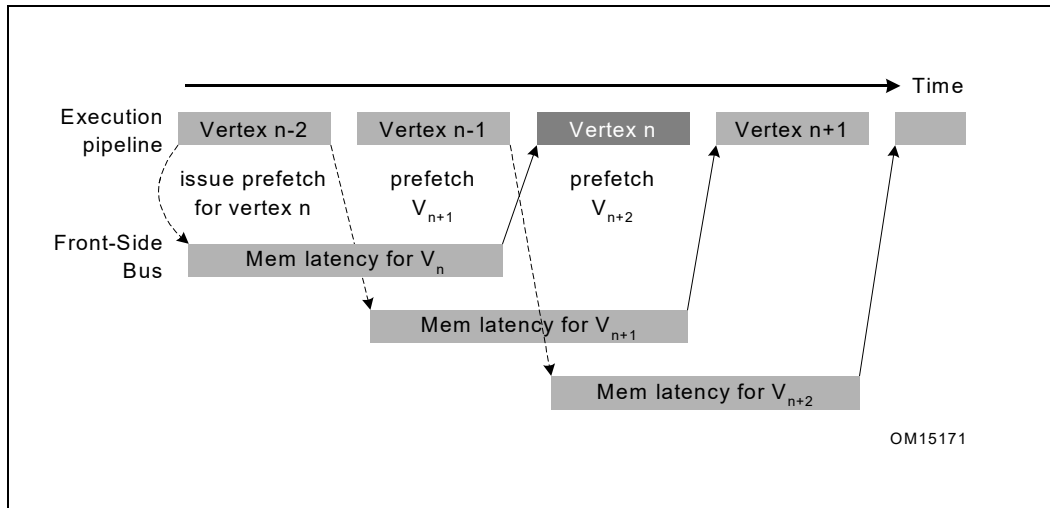 Time
Execution
pipeline
Vertex n-2
Vertex n-1
Vertex n
Vertex n+1
issue prefetch
for vertex n
prefetch
Vn+1
prefetch
Vn+2
Front-Side
Bus
Mem latency for Vn
Mem latency for Vn+1
Mem latency for Vn+2
OM15171